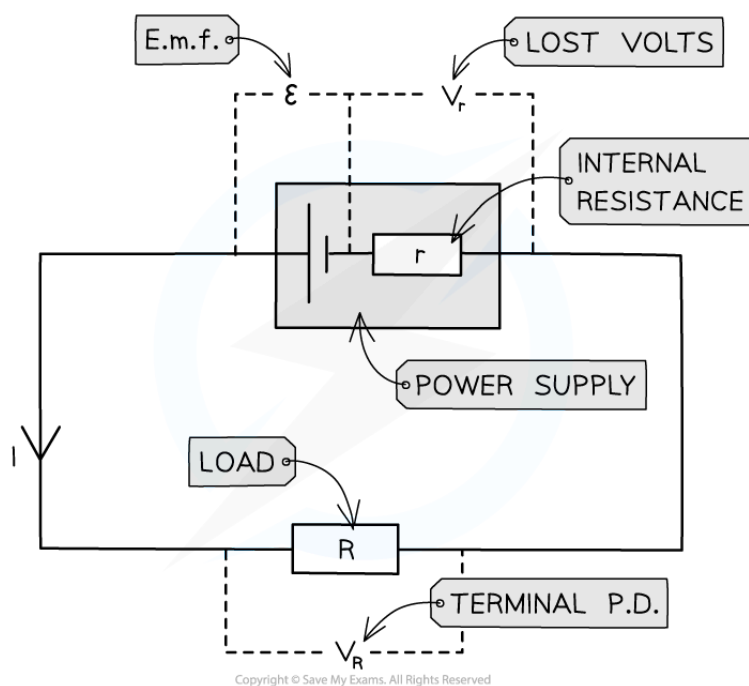 E.m.f.
LOST VOLTS
ε
Vr
INTERNAL
RESISTANCE
r
POWER SUPPLY
I
LOAD
R
TERMINAL P.D.
VR
Copyright © Save My Exams. All Rights Reserved